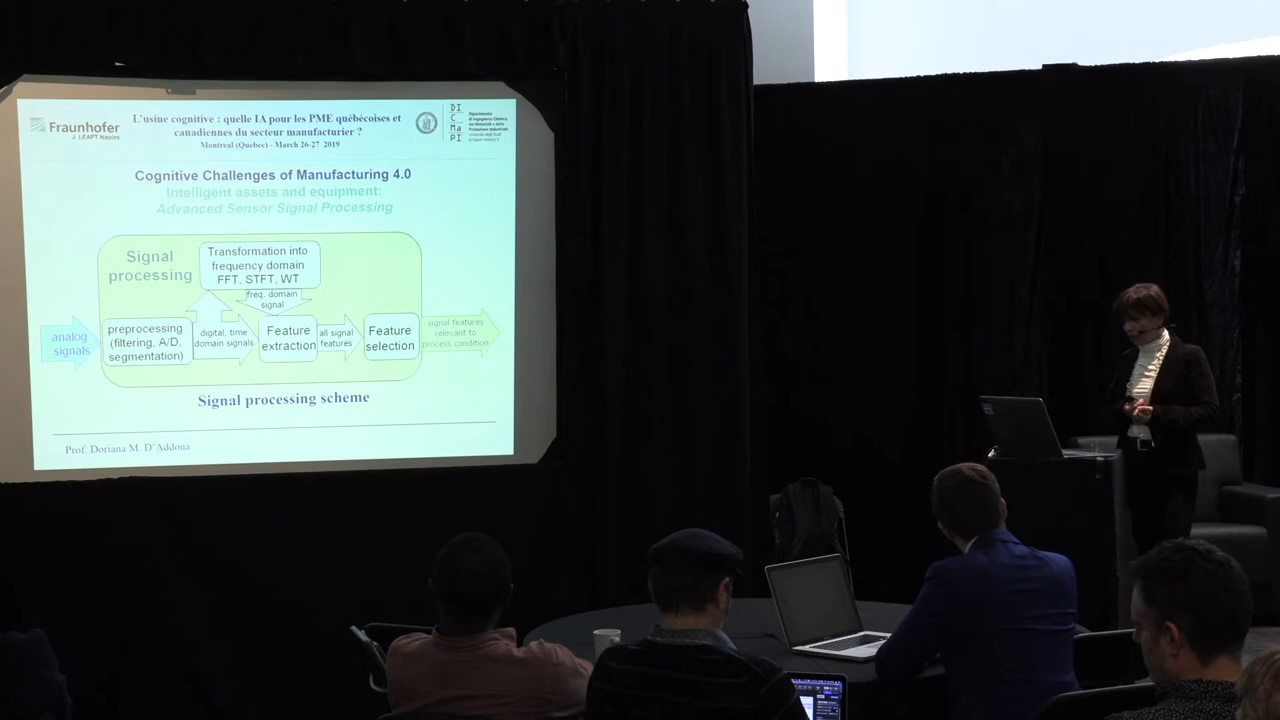 Fraunhofer
J. LEAPT Naples
L'usine cognitive : quelle IA pour les PME québécoises et
canadiennes du secteur manufacturier ?
Montreal (Quebec) - March 26-27 2019
DI
C
Ma
PI
Cognitive Challenges of Manufacturing 4.0
Intelligent assets and equipment:
Advanced Sensor Signal Processing
Signal
processing
Transformation into
frequency domain
FFT, STFT, WT
freq. domain
signal
analog
signals
preprocessing
(filtering, A/D,
segmentation)
digital, time
domain signals
Feature
extraction
all signal
features
Feature
selection
signal features
relevant to
process condition
Signal processing scheme
Prof. Doriana M. D'Addona